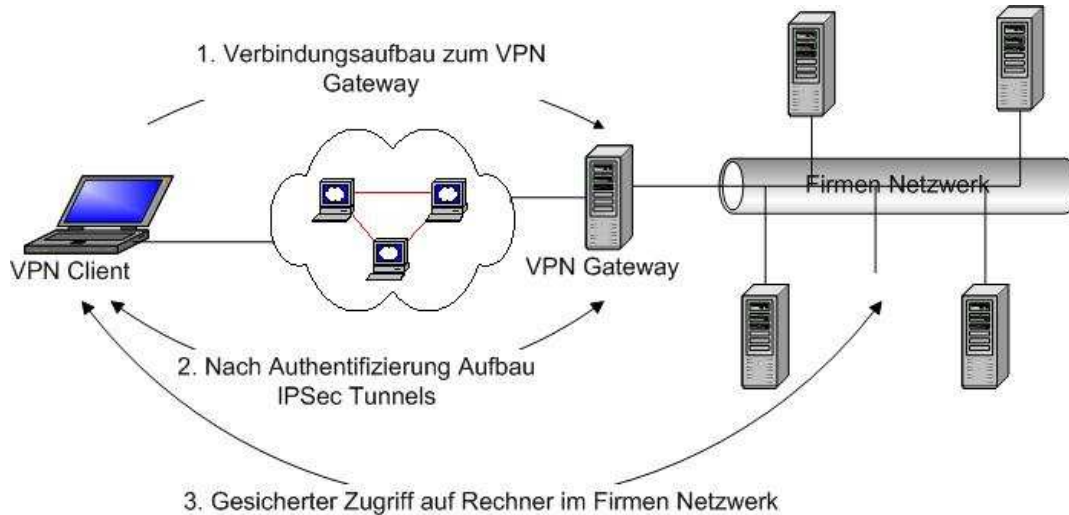 1. Verbindungsaufbau zum VPN
Gateway
Firmen Netzwerk
VPN Client
VPN Gateway
2. Nach Authentifizierung Aufbau
IPSec Tunnels
3. Gesicherter Zugriff auf Rechner im Firmen Netzwerk